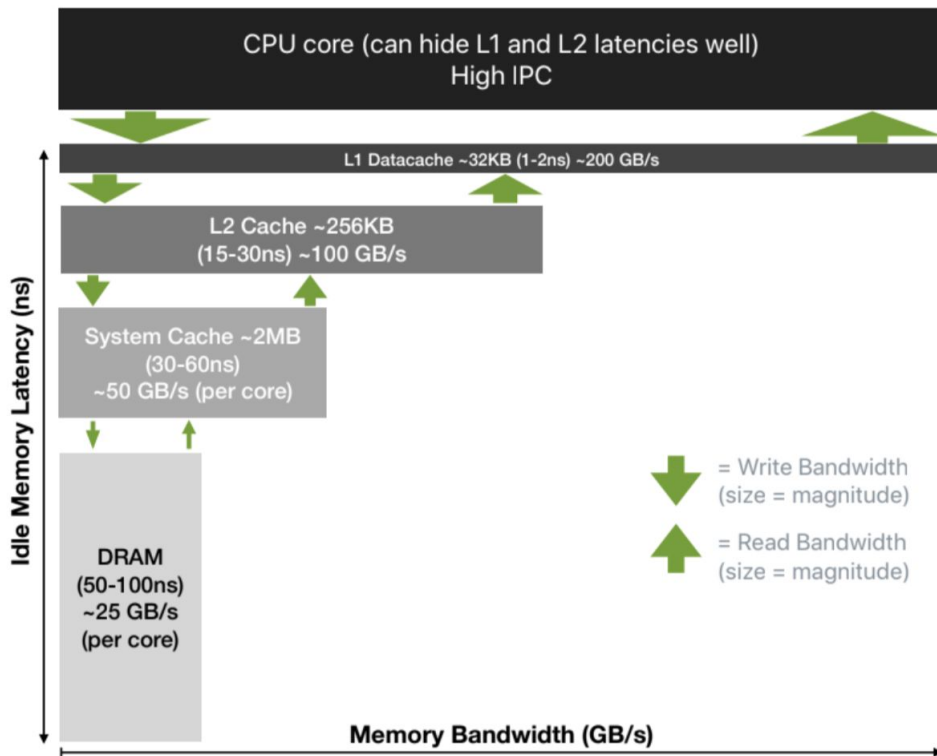 CPU core (can hide L1 and L2 latencies well)
High IPC
L1 Datacache ~32KB (1-2ns) ~200 GB/s
L2 Cache ~256KB
(15-30ns) ~100 GB/s
System Cache ~2MB
(30-60ns)
~50 GB/s (per core)
DRAM
(50-100ns)
~25 GB/s
(per core)
= Write Bandwidth
(size = magnitude)
= Read Bandwidth
(size = magnitude)
Idle Memory Latency (ns)
Memory Bandwidth (GB/s)